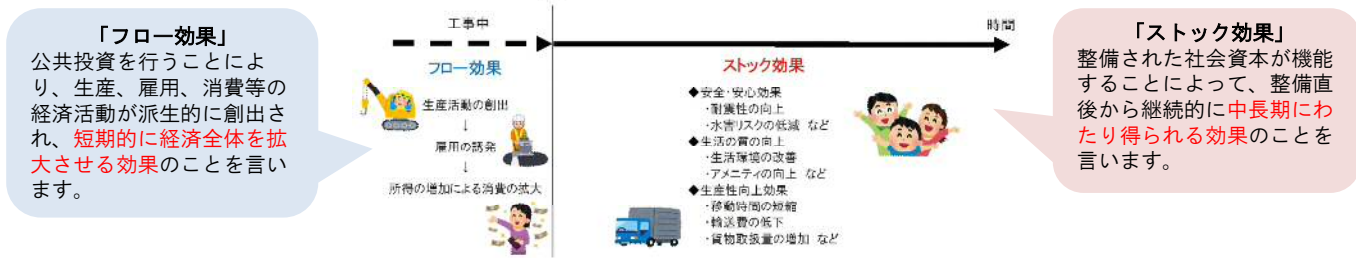 「フロー効果」
公共投資を行うことによ
り、生産、雇用、消費等の
経済活動が派生的に創出さ
れ、短期的に経済全体を拡
大させる効果のことを言い
ます。
工事中
時間
フロー効果
生産活動の創出
↓
雇用の誘発
↓
所得の増加による消費の拡大
ストック効果
◆安全・安心効果
・耐震性の向上
・水害リスクの低減 など
◆生活の質の向上
・生活環境の改善
・アメニティの向上 など
◆生産性向上効果
・移動時間の短縮
・輸送費の低下
・貨物取扱量の増加 など
「ストック効果」
整備された社会資本が機能
することによって、整備直
後から継続的に中長期にわ
たり得られる効果のことを
言います。